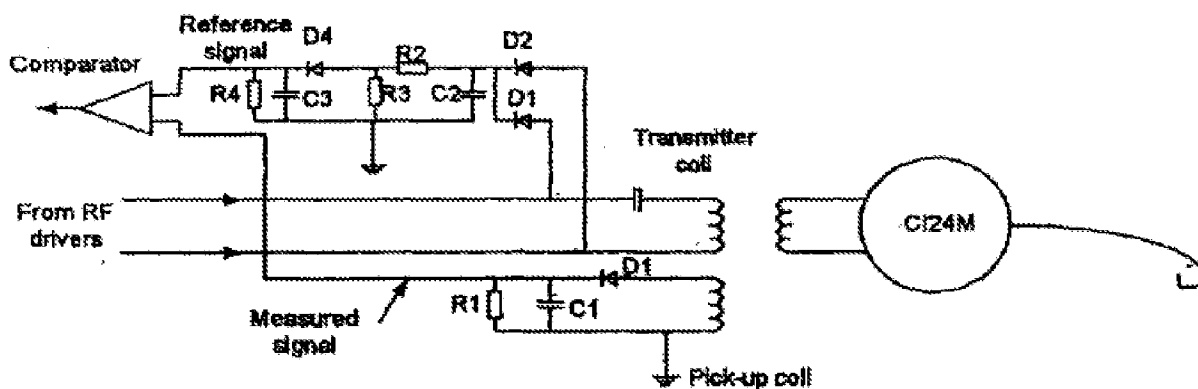 Reference
signal
D4
R2
D2
Comparator
R4
C3
R3
C2
D1
Transmitter
coil
From RF
drivers
CI24M
D1
R1
C1
Measured
signal
Pick-up coil